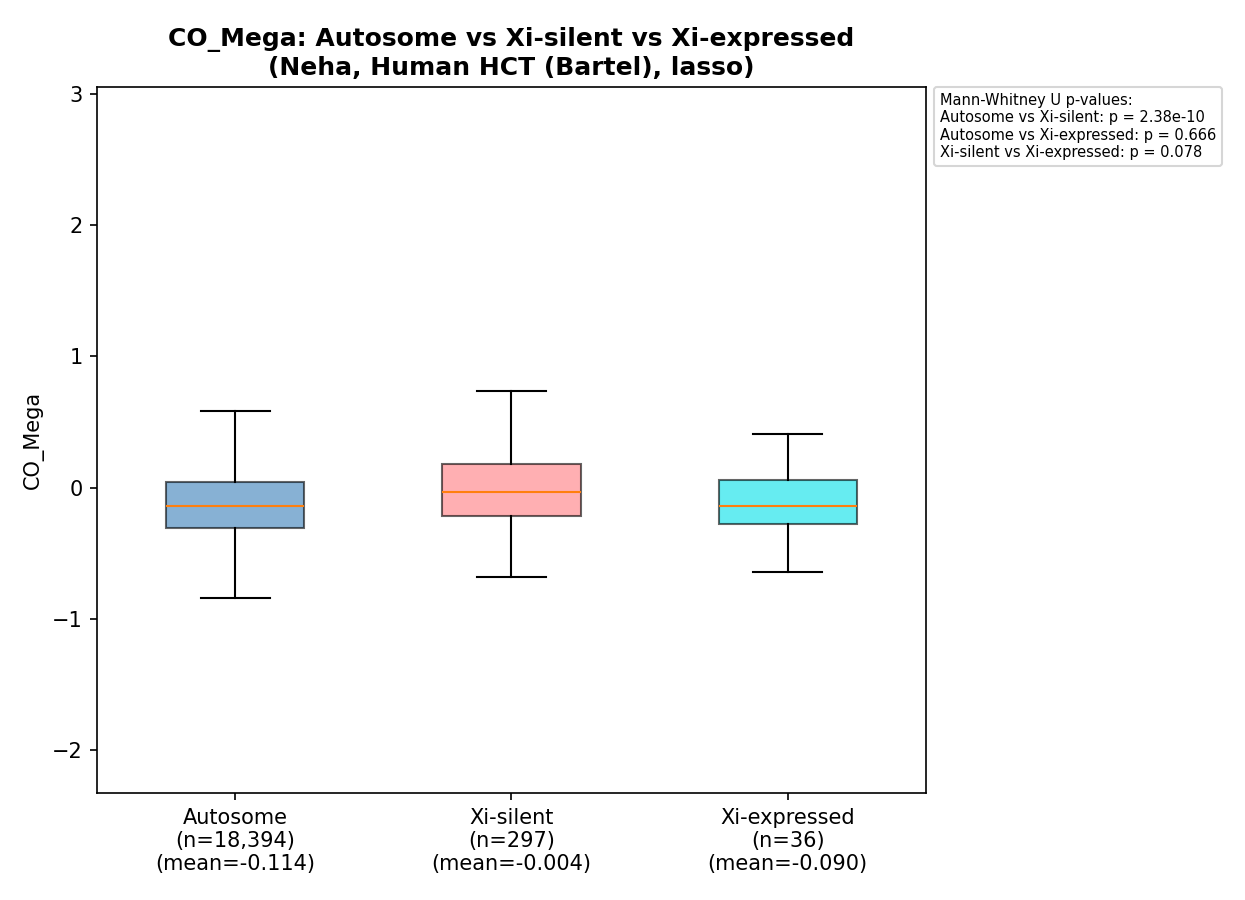 CO_Mega: Autosome vs Xi-silent vs Xi-expressed
(Neha, Human HCT (Bartel), lasso)
Mann-Whitney U p-values:
Autosome vs Xi-silent: p = 2.38e-10
Autosome vs Xi-expressed: p = 0.666
Xi-silent vs Xi-expressed: p = 0.078
CO_Mega
3
2
1
0
−1
−2
Autosome
(n=18,394)
(mean=-0.114)
Xi-silent
(n=297)
(mean=-0.004)
Xi-expressed
(n=36)
(mean=-0.090)